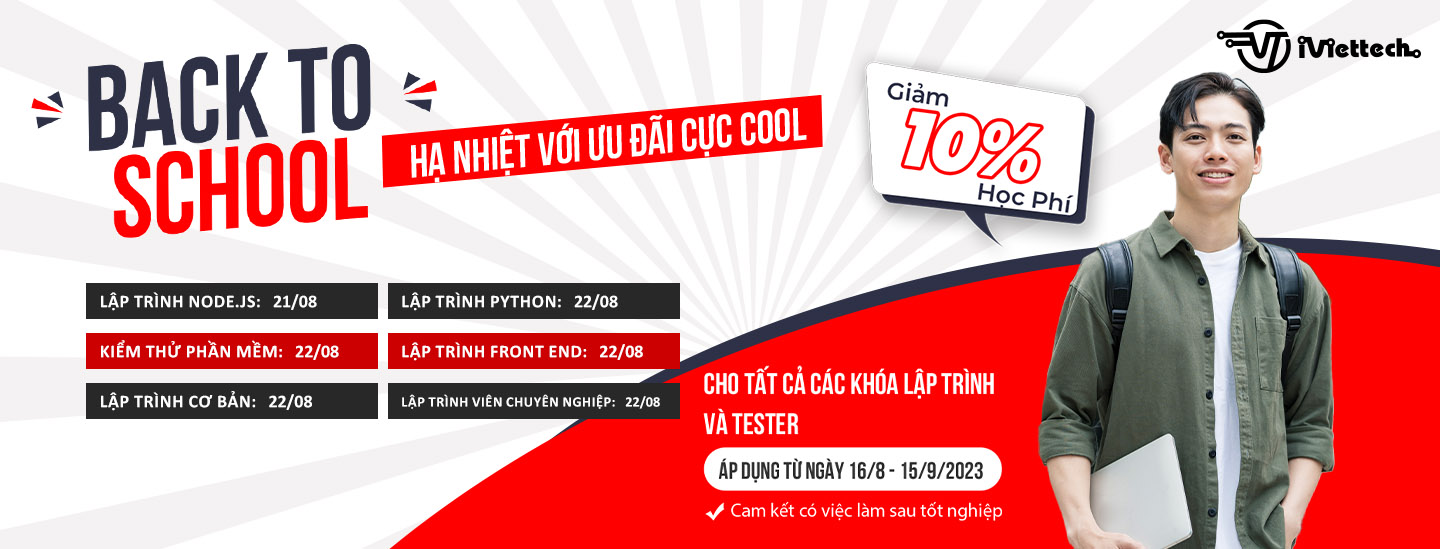 iViettech
BACK TO
SCHOOL
HẠ NHIỆT VỚI ƯU ĐÃI CỰC COOL
Giảm
10%
Học Phí
LẬP TRÌNH NODE.JS: 21/08
LẬP TRÌNH PYTHON: 22/08
KIỂM THỬ PHẦN MỀM: 22/08
LẬP TRÌNH FRONT END: 22/08
LẬP TRÌNH CƠ BẢN: 22/08
LẬP TRÌNH VIÊN CHUYÊN NGHIỆP: 22/08
CHO TẤT CẢ CÁC KHÓA LẬP TRÌNH
VÀ TESTER
ÁP DỤNG TỪ NGÀY 16/8 - 15/9/2023
Cam kết có việc làm sau tốt nghiệp